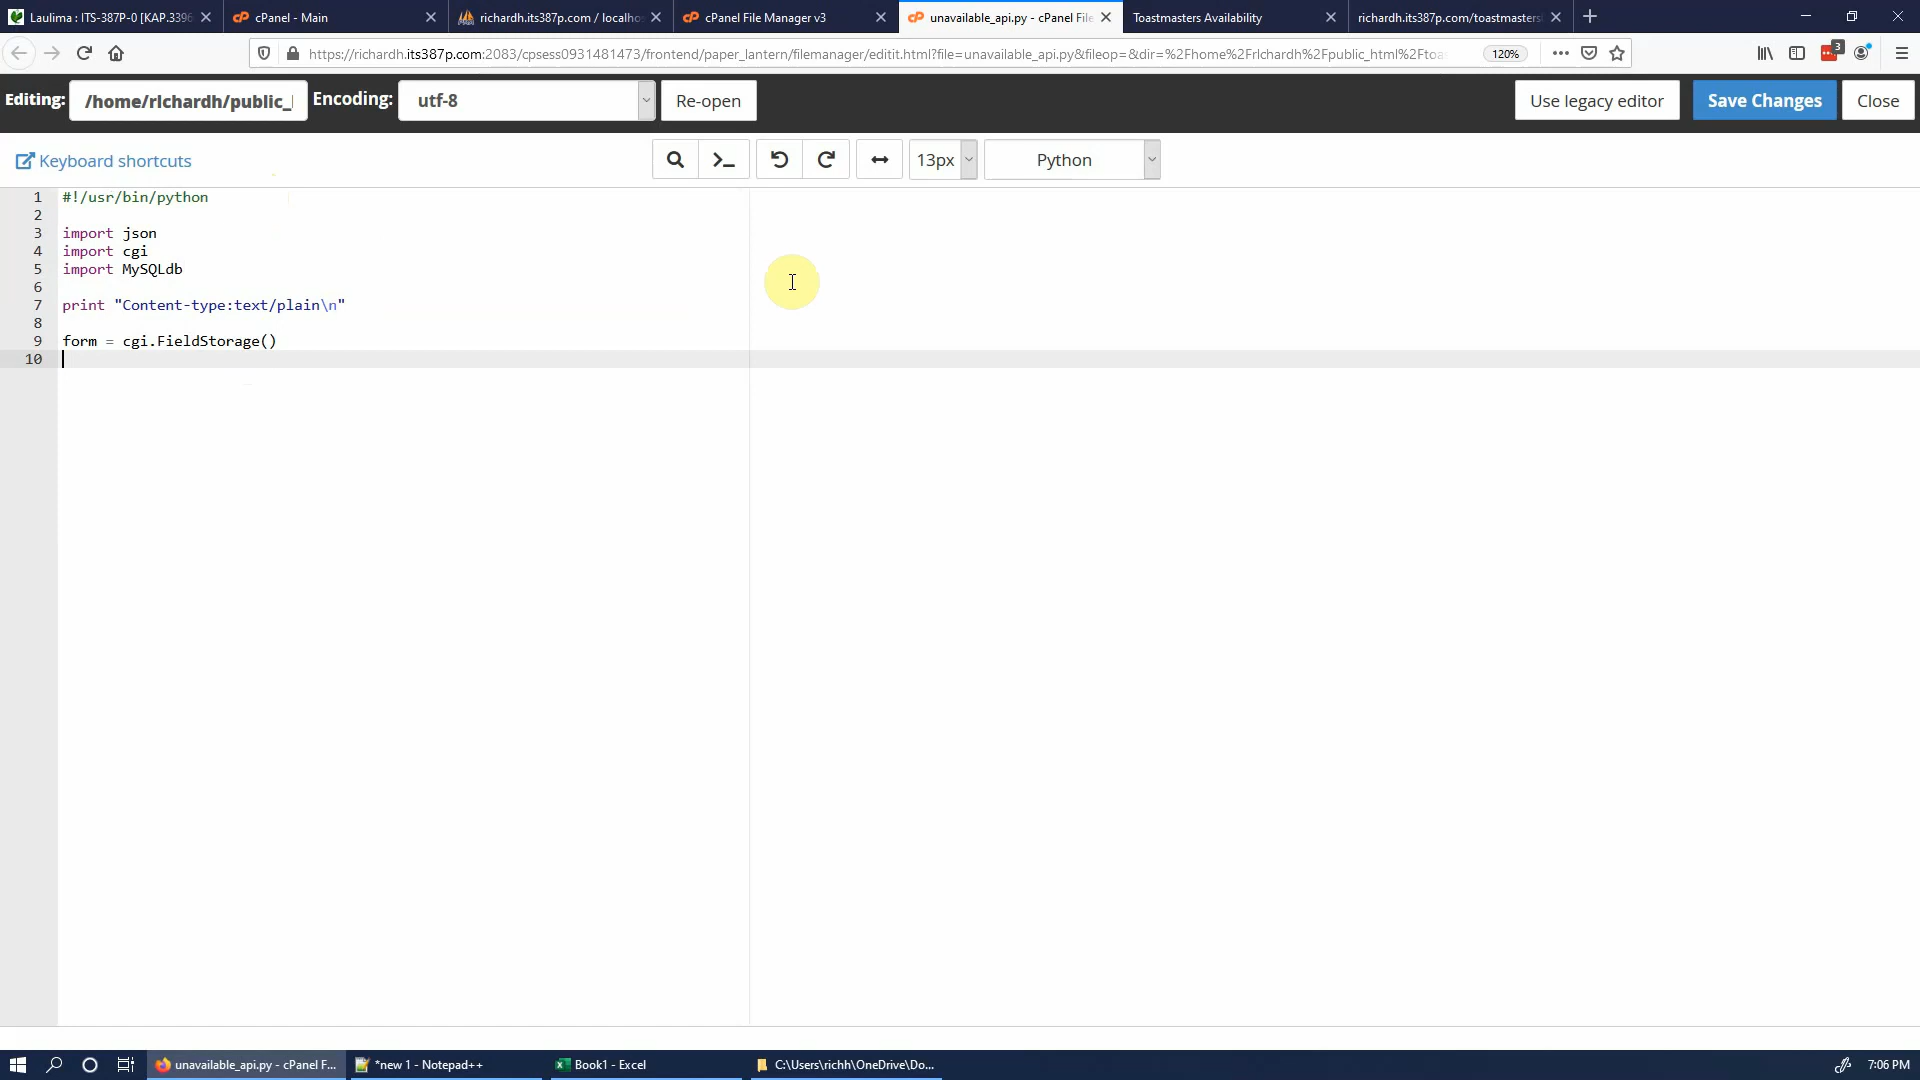 Laulima : ITS-387P-0 [KAP.3396
cPanel - Main
richardh.its387p.com / localho
cPanel File Manager v3
unavailable_api.py - cPanel File
Toastmasters Availability
richardh.its387p.com/toastmasters
https://richardh.its387p.com:2083/cpsess0931481473/frontend/paper_lantern/filemanager/editit.html?file=unavailable_api.py&fileop=&dir=%2Fhome%2Frichardh%2Fpublic_html%2Ftoa
120%
3
Editing:
/home/richardh/public_
Encoding:
utf-8
Re-open
Use legacy editor
Save Changes
Close
Keyboard shortcuts
13px
Python
1 #!/usr/bin/python
2
3 import json
4 import cgi
5 import MySQLdb
6
7 print "Content-type:text/plain\n"
8
9 form = cgi.FieldStorage()
10
unavailable_api.py - cPanel F...
*new 1 - Notepad++
Book1 - Excel
C:\Users\richh\OneDrive\Do...
7:06 PM